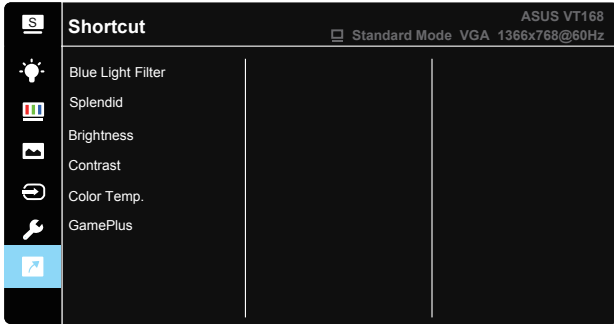 S
Shortcut
ASUS VT168
Standard Mode VGA 1366x768@60Hz
Blue Light Filter
Splendid
Brightness
Contrast
Color Temp.
GamePlus